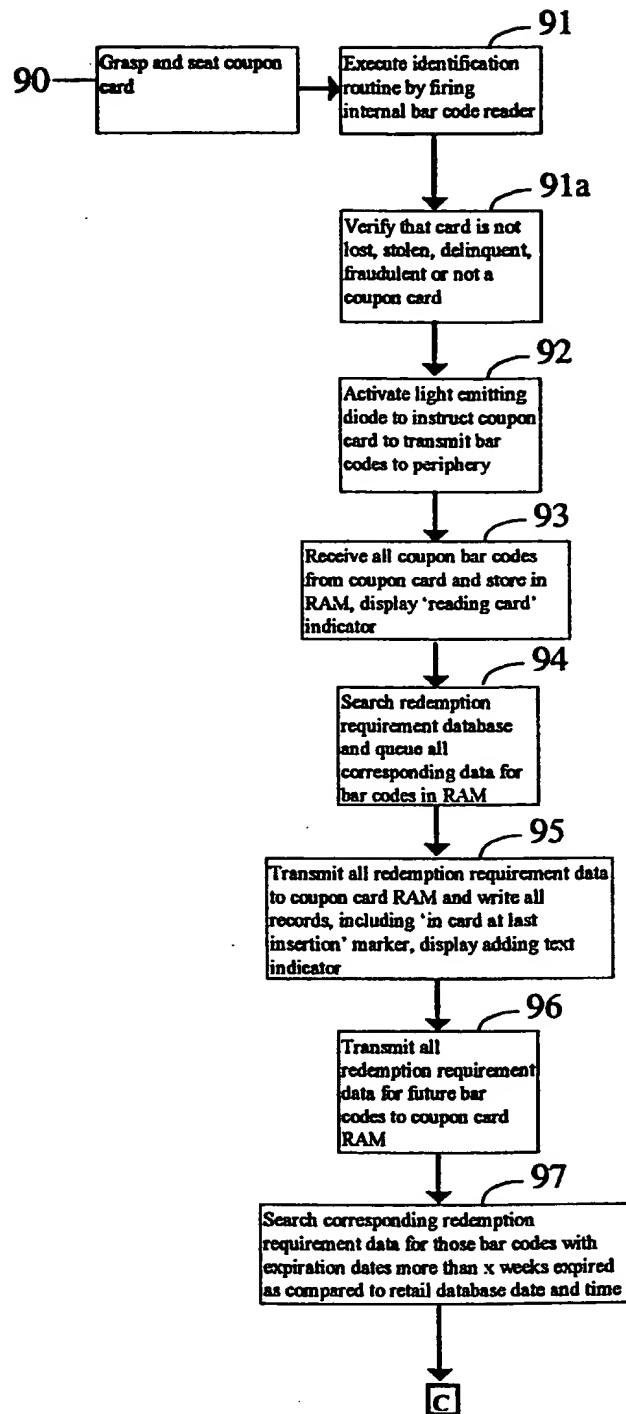 90
Grasp and seat coupon
card
91
Execute identification
routine by firing
internal bar code reader
91a
Verify that card is not
lost, stolen, delinquent,
fraudulent or not a
coupon card
92
Activate light emitting
diode to instruct coupon
card to transmit bar
codes to periphery
93
Receive all coupon bar codes
from coupon card and store in
RAM, display 'reading card'
indicator
94
Search redemption
requirement database
and queue all
corresponding data for
bar codes in RAM
95
Transmit all redemption requirement data
to coupon card RAM and write all
records, including 'in card at last
insertion' marker, display adding text
indicator
96
Transmit all
redemption requirement
data for future bar
codes to coupon card
RAM
97
Search corresponding redemption
requirement data for those bar codes with
expiration dates more than x weeks expired
as compared to retail database date and time
C